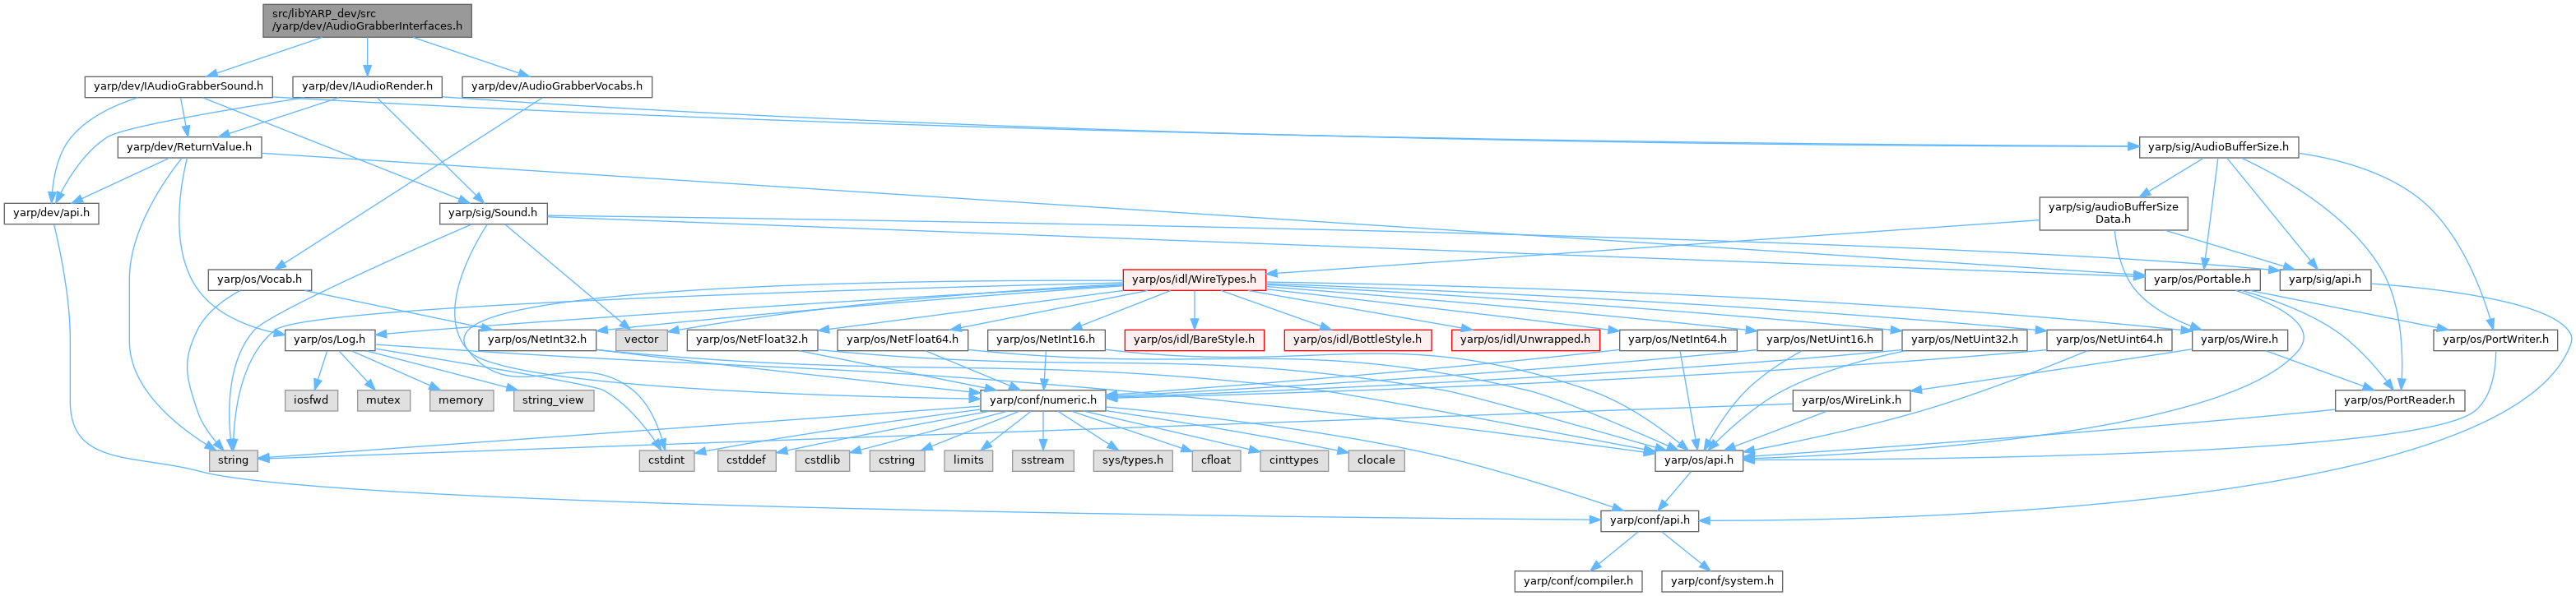 src/libYARP_dev/src
/yarp/dev/AudioGrabberInterfaces.h
yarp/dev/IAudioGrabberSound.h
yarp/dev/IAudioRender.h
yarp/dev/AudioGrabberVocabs.h
yarp/dev/ReturnValue.h
yarp/sig/AudioBufferSize.h
yarp/dev/api.h
yarp/sig/Sound.h
yarp/sig/audioBufferSize
Data.h
yarp/os/Vocab.h
yarp/os/idl/WireTypes.h
yarp/os/Portable.h
yarp/sig/api.h
yarp/os/Log.h
yarp/os/NetInt32.h
vector
yarp/os/NetFloat32.h
yarp/os/NetFloat64.h
yarp/os/NetInt16.h
yarp/os/idl/BareStyle.h
yarp/os/idl/BottleStyle.h
yarp/os/idl/Unwrapped.h
yarp/os/NetInt64.h
yarp/os/NetUint16.h
yarp/os/NetUint32.h
yarp/os/NetUint64.h
yarp/os/Wire.h
yarp/os/PortWriter.h
iosfwd
mutex
memory
string_view
yarp/conf/numeric.h
yarp/os/WireLink.h
yarp/os/PortReader.h
string
cstdint
cstddef
cstdlib
cstring
limits
sstream
sys/types.h
cfloat
cinttypes
clocale
yarp/os/api.h
yarp/conf/api.h
yarp/conf/compiler.h
yarp/conf/system.h